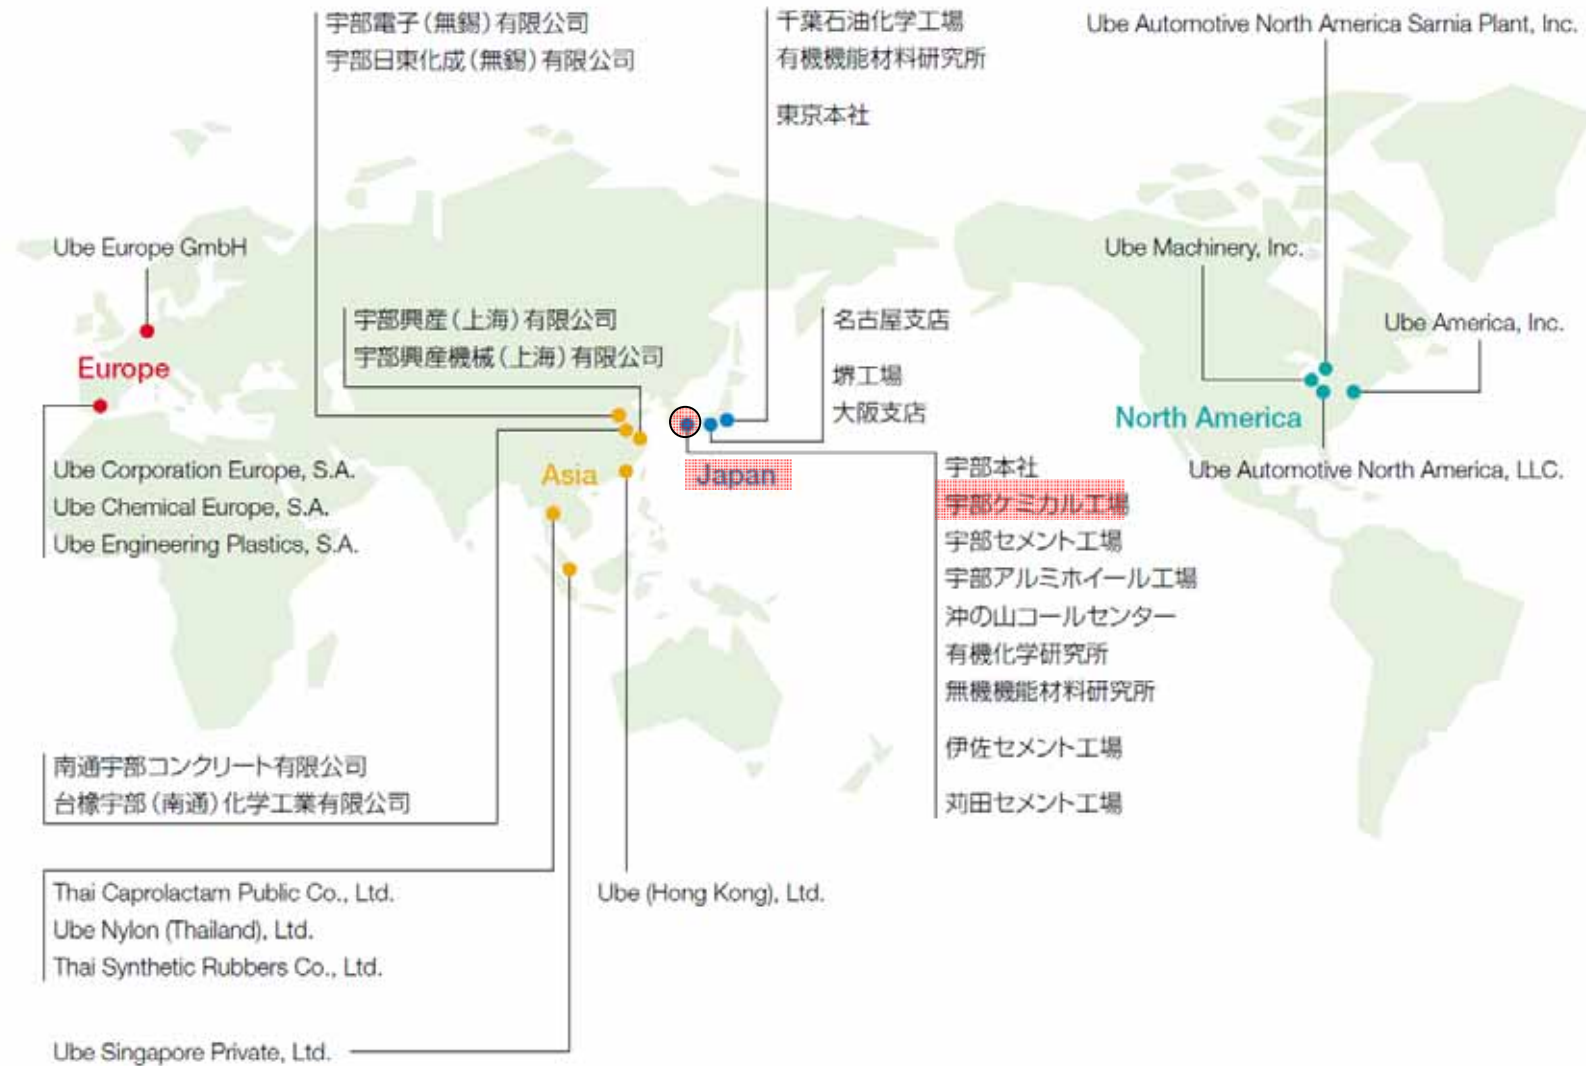 宇部電子(無錫)有限公司
宇部日東化成(無錫)有限公司
千葉石油化学工場
有機機能材料研究所
東京本社
Ube Automotive North America Sarnia Plant, Inc.
Ube Europe GmbH
Ube Machinery, Inc.
宇部興産(上海)有限公司
宇部興産機械(上海)有限公司
名古屋支店
堺工場
大阪支店
Ube America, Inc.
Europe
North America
Ube Corporation Europe, S.A.
Ube Chemical Europe, S.A.
Ube Engineering Plastics, S.A.
Asia
Japan
宇部本社
宇部ケミカル工場
宇部セメント工場
宇部アルミホイール工場
沖の山コールセンター
有機化学研究所
無機機能材料研究所
伊佐セメント工場
苅田セメント工場
Ube Automotive North America, LLC.
南通宇部コンクリート有限公司
台橡宇部(南通)化学工業有限公司
Thai Caprolactam Public Co., Ltd.
Ube Nylon (Thailand), Ltd.
Thai Synthetic Rubbers Co., Ltd.
Ube (Hong Kong), Ltd.
Ube Singapore Private, Ltd.